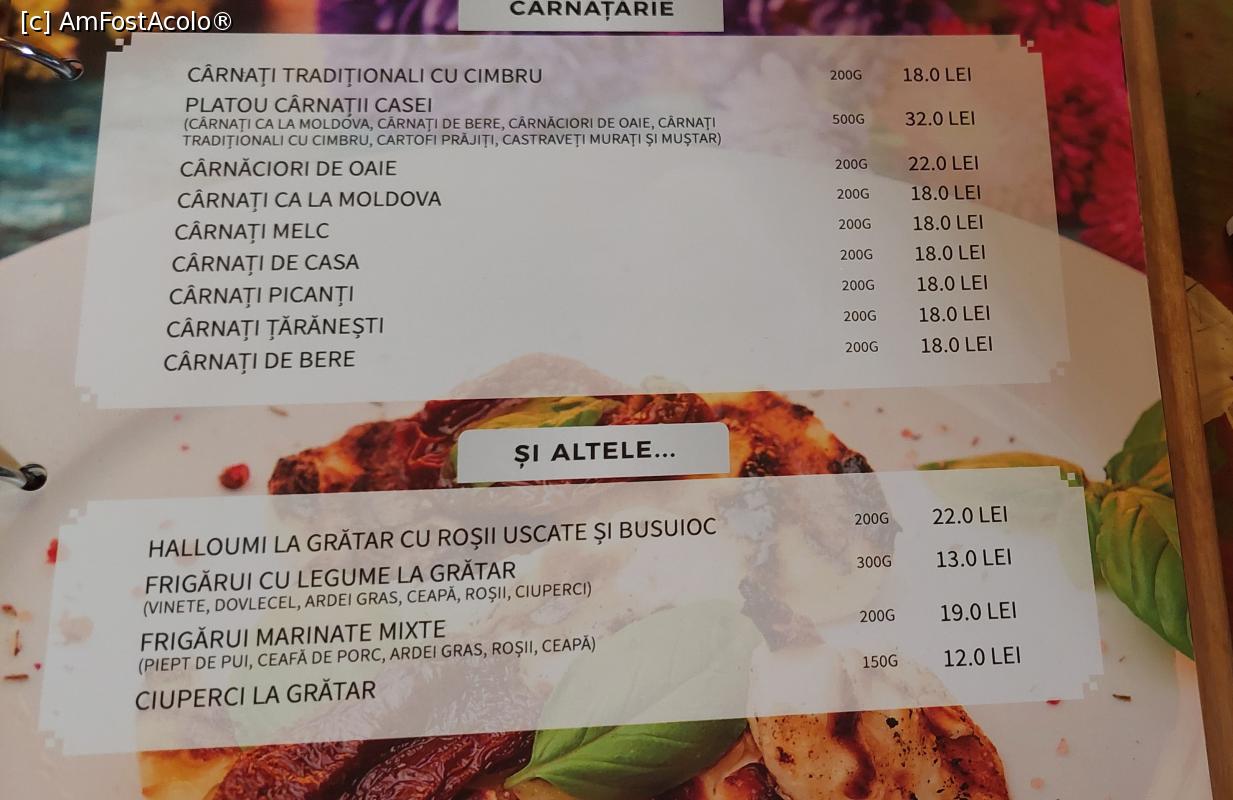 [c] AmFostAcolo®
CÂRNAȚĂRIE
CÂRNAȚI TRADIȚIONALI CU CIMBRU 200G 18.0 LEI
PLATOU CÂRNAȚII CASEI 500G 32.0 LEI
(CÂRNAȚI CA LA MOLDOVA, CÂRNAȚI DE BERE, CÂRNĂCIORI DE OAIE, CÂRNAȚI
TRADIȚIONALI CU CIMBRU, CARTOFI PRĂJIȚI, CASTRAVEȚI MURAȚI ȘI MUȘTAR)
CÂRNĂCIORI DE OAIE 200G 22.0 LEI
CÂRNAȚI CA LA MOLDOVA 200G 18.0 LEI
CÂRNAȚI MELC 200G 18.0 LEI
CÂRNAȚI DE CASA 200G 18.0 LEI
CÂRNAȚI PICANȚI 200G 18.0 LEI
CÂRNAȚI ȚĂRĂNEȘTI 200G 18.0 LEI
CÂRNAȚI DE BERE 200G 18.0 LEI
ȘI ALTELE...
HALLOUMI LA GRĂTAR CU ROȘII USCATE ȘI BUSUIOC 200G 22.0 LEI
FRIGĂRUI CU LEGUME LA GRĂTAR 300G 13.0 LEI
(VINETE, DOVLECEL, ARDEI GRAS, CEAPĂ, ROȘII, CIUPERCI)
FRIGĂRUI MARINATE MIXTE 200G 19.0 LEI
(PIEPT DE PUI, CEAFĂ DE PORC, ARDEI GRAS, ROȘII, CEAPĂ)
CIUPERCI LA GRĂTAR 150G 12.0 LEI